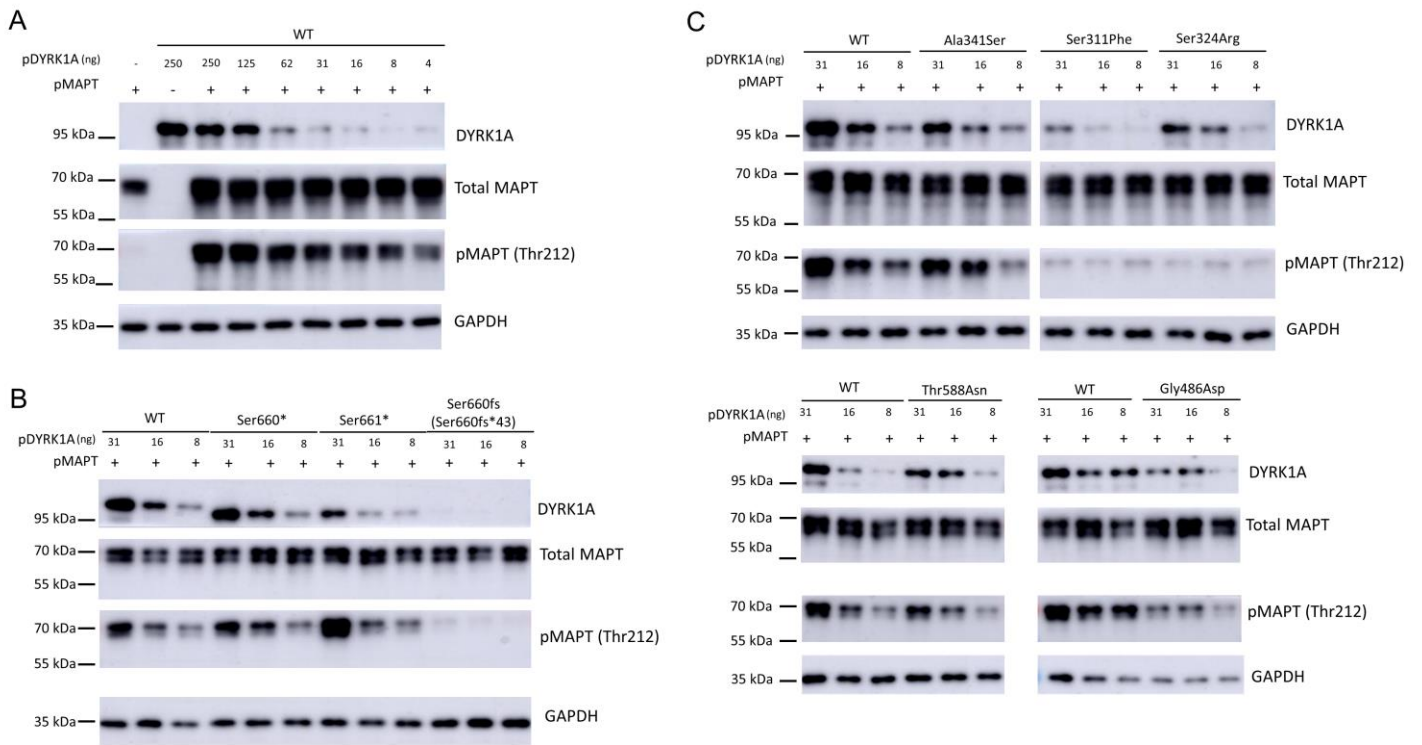 A
WT
pDYRK1A (ng) - 250 250 125 62 31 16 8 4
pMAPT + - + + + + + + +
95 kDa DYRK1A
70 kDa Total MAPT
55 kDa
70 kDa pMAPT (Thr212)
55 kDa
35 kDa GAPDH
B
WT Ser660* Ser661* Ser660fs
(Ser660fs*43)
pDYRK1A(ng) 31 16 8 31 16 8 31 16 8 31 16 8
pMAPT + + + + + + + + + + + +
95 kDa DYRK1A
70 kDa Total MAPT
55 kDa
70 kDa pMAPT (Thr212)
55 kDa
35 kDa GAPDH
C
WT Ala341Ser Ser311Phe Ser324Arg
pDYRK1A (ng) 31 16 8 31 16 8 31 16 8 31 16 8
pMAPT + + + + + + + + + + + +
95 kDa DYRK1A
70 kDa Total MAPT
55 kDa
70 kDa pMAPT (Thr212)
55 kDa
35 kDa GAPDH
WT Thr588Asn WT Gly486Asp
pDYRK1A (ng) 31 16 8 31 16 8 31 16 8 31 16 8
pMAPT + + + + + + + + + + + +
95 kDa DYRK1A
70 kDa Total MAPT
55 kDa
70 kDa pMAPT (Thr212)
55 kDa
35 kDa GAPDH